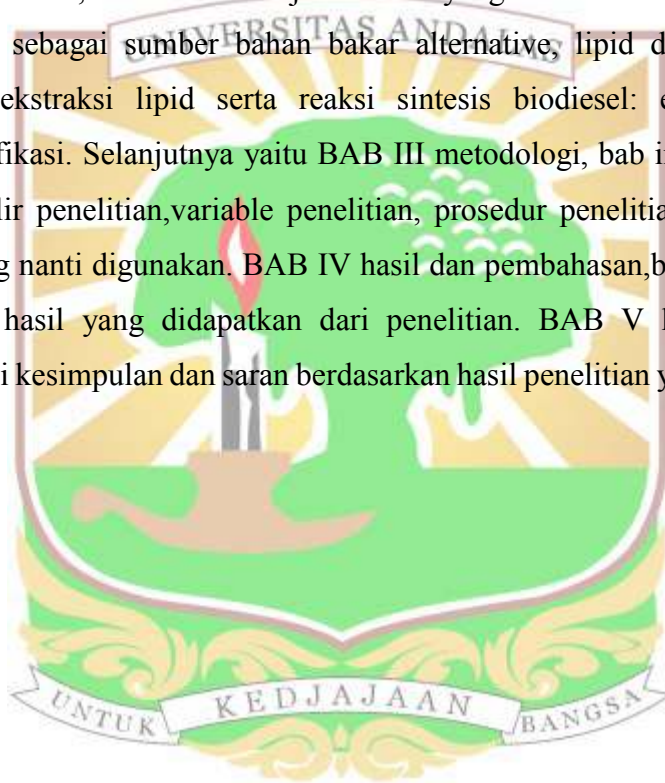 UNIVERSITAS ANDALAS
sebagai sumber bahan bakar alternative, lipid d
ekstraksi lipid serta reaksi sintesis biodiesel: e
fikasi. Selanjutnya yaitu BAB III metodologi, bab i
lir penelitian,variable penelitian, prosedur penelitia
g nanti digunakan. BAB IV hasil dan pembahasan,b
hasil yang didapatkan dari penelitian. BAB V
i kesimpulan dan saran berdasarkan hasil penelitian y
UNTUK KEDJAJAAN BANGSA